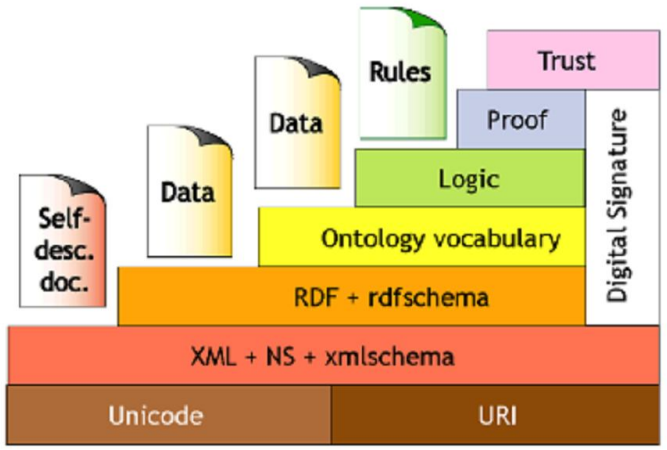 Rules
Trust
Data
Proof
Data
Logic
Self-
desc.
doc.
Ontology vocabulary
Digital Signature
RDF + rdfschema
XML + NS + xmlschema
Unicode
URI